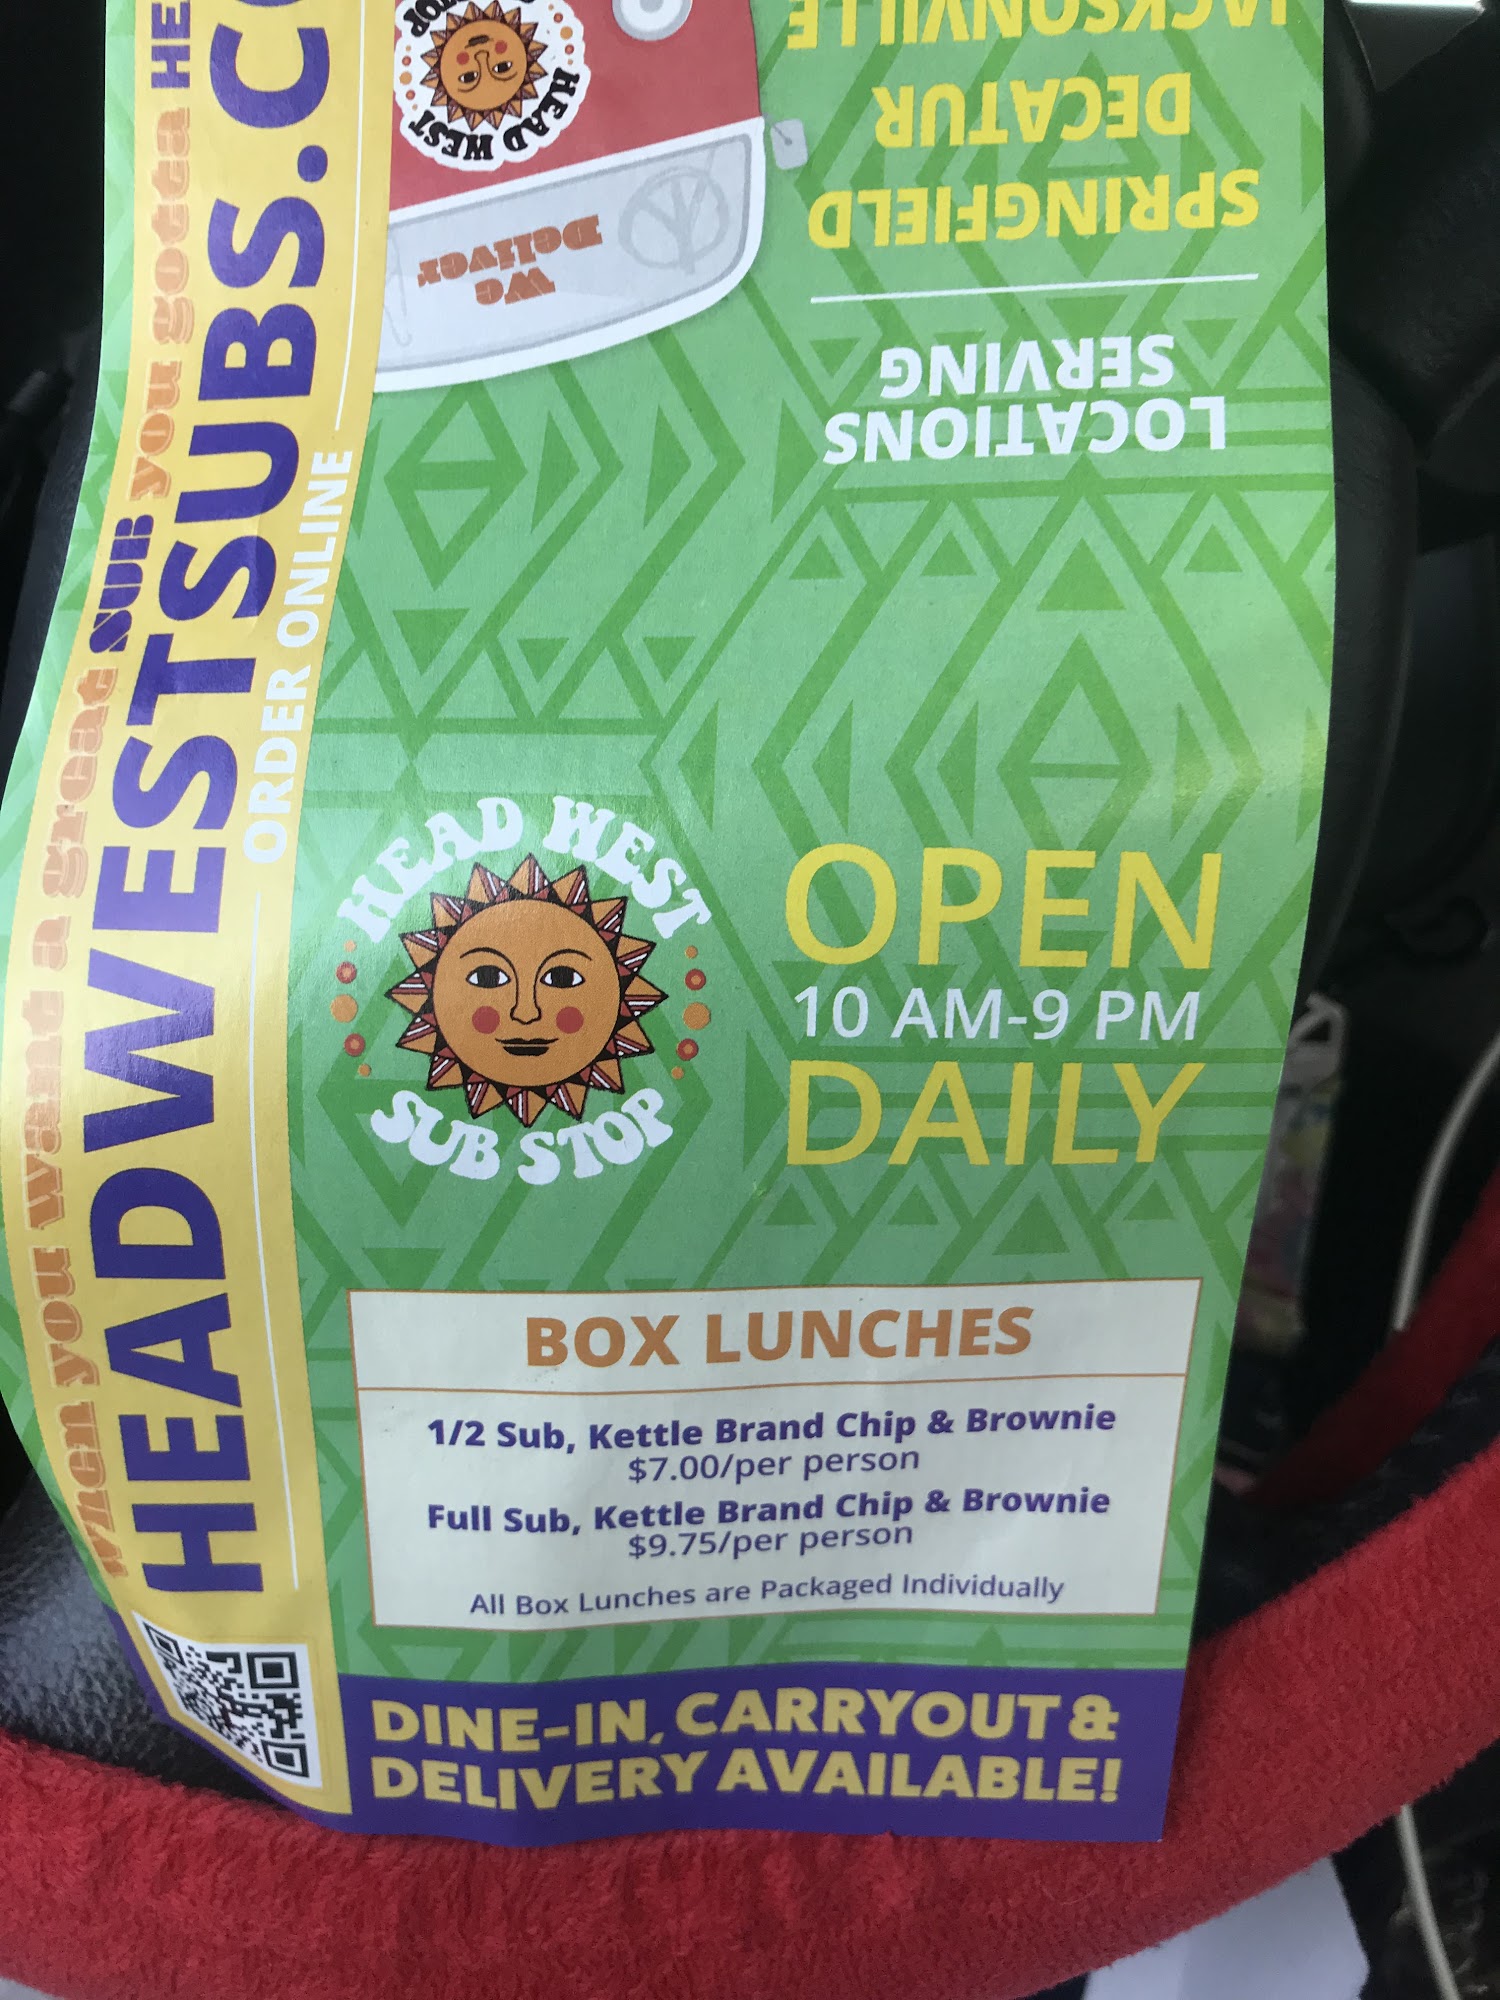 when you want a great SUB you gotta HE
HEADWESTSUBS.C
ORDER ONLINE
HEAD WEST
STOP
We
Deliver
LOCATIONS
SERVING
SPRINGFIELD
DECATUR
JACKSONVILLE
HEAD WEST
SUB STOP
OPEN
10 AM-9 PM
DAILY
BOX LUNCHES
1/2 Sub, Kettle Brand Chip & Brownie
$7.00/per person
Full Sub, Kettle Brand Chip & Brownie
$9.75/per person
All Box Lunches are Packaged Individually
DINE-IN, CARRYOUT &
DELIVERY AVAILABLE!